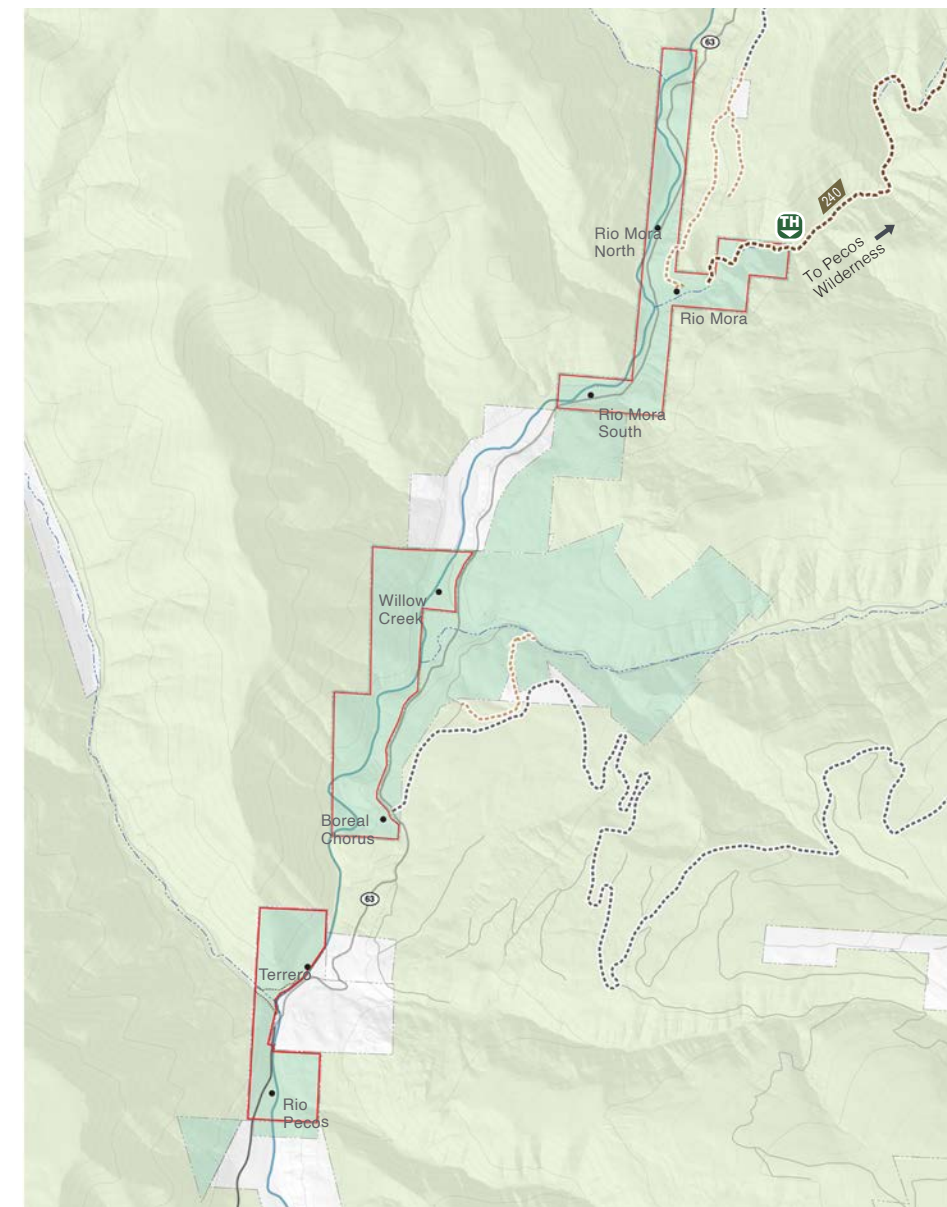 63
TH
240
To Pecos
Wilderness
Rio Mora
North
Rio Mora
Rio Mora
South
Willow
Creek
Boreal
Chorus
63
Terrero
Rio
Pecos